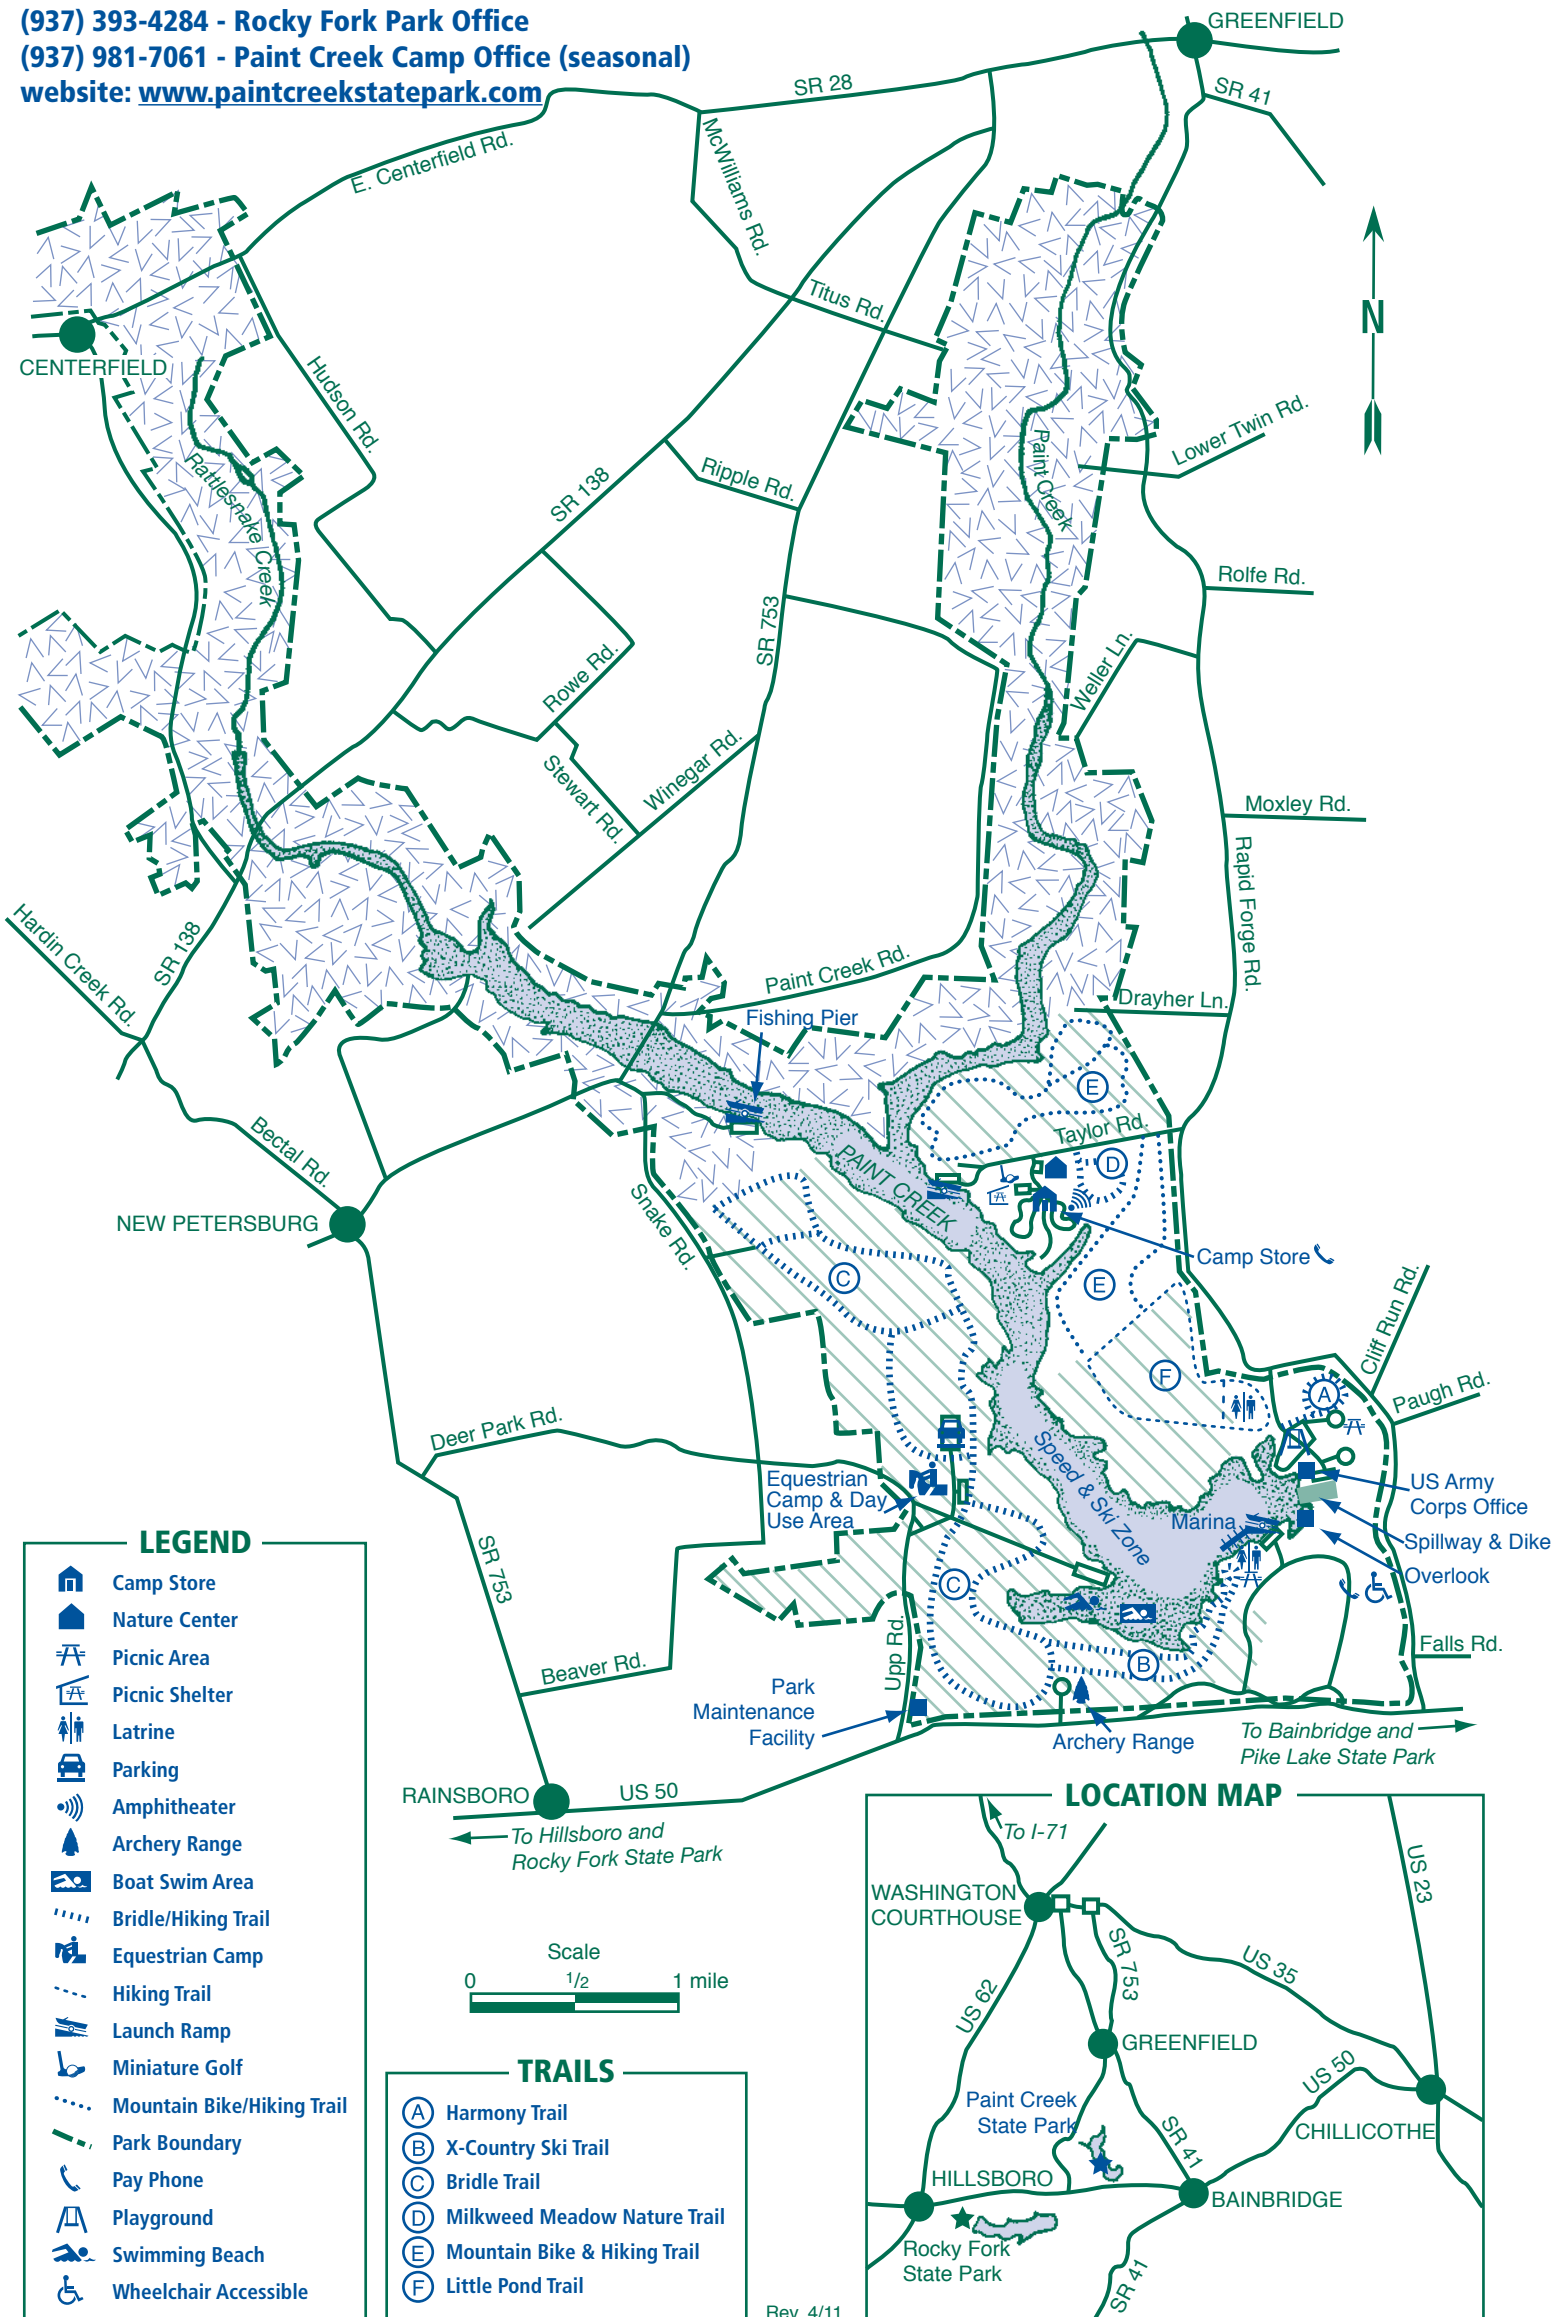 (937) 393-4284 - Rocky Fork Park Office
(937) 981-7061 - Paint Creek Camp Office (seasonal)
website: www.paintcreekstatepark.com
GREENFIELD
SR 28
SR 41
E. Centerfield Rd.
McWilliams Rd.
Titus Rd.
N
CENTERFIELD
Hudson Rd.
Lower Twin Rd.
Rattlesnake Creek
SR 138
Ripple Rd.
Paint Creek
Rolfe Rd.
SR 753
Rowe Rd.
Weller Ln.
Stewart Rd.
Winegar Rd.
Moxley Rd.
Rapid Forge Rd.
Hardin Creek Rd.
SR 138
Paint Creek Rd.
Drayher Ln.
Fishing Pier
E
Bectal Rd.
Taylor Rd.
PAINT CREEK
D
Snake Rd.
NEW PETERSBURG
Camp Store
C
E
Cliff Run Rd.
F
A
Paugh Rd.
Deer Park Rd.
Speed & Ski Zone
Equestrian
Camp & Day
Use Area
US Army
Corps Office
Marina
Spillway & Dike
Overlook
SR 753
C
Upp Rd.
Falls Rd.
Beaver Rd.
B
Park
Maintenance
Facility
Archery Range
To Bainbridge and
Pike Lake State Park
RAINSBORO
US 50
To Hillsboro and
Rocky Fork State Park
LEGEND
Camp Store
Nature Center
Picnic Area
Picnic Shelter
Latrine
Parking
Amphitheater
Archery Range
Boat Swim Area
Bridle/Hiking Trail
Equestrian Camp
Hiking Trail
Launch Ramp
Miniature Golf
Mountain Bike/Hiking Trail
Park Boundary
Pay Phone
Playground
Swimming Beach
Wheelchair Accessible
Scale
0 1/2 1 mile
TRAILS
A Harmony Trail
B X-Country Ski Trail
C Bridle Trail
D Milkweed Meadow Nature Trail
E Mountain Bike & Hiking Trail
F Little Pond Trail
LOCATION MAP
To I-71
WASHINGTON
COURTHOUSE
US 23
SR 753
US 35
US 62
GREENFIELD
US 50
Paint Creek
State Park
CHILLICOTHE
SR 41
HILLSBORO
BAINBRIDGE
Rocky Fork
State Park
SR 41
Rev. 4/11